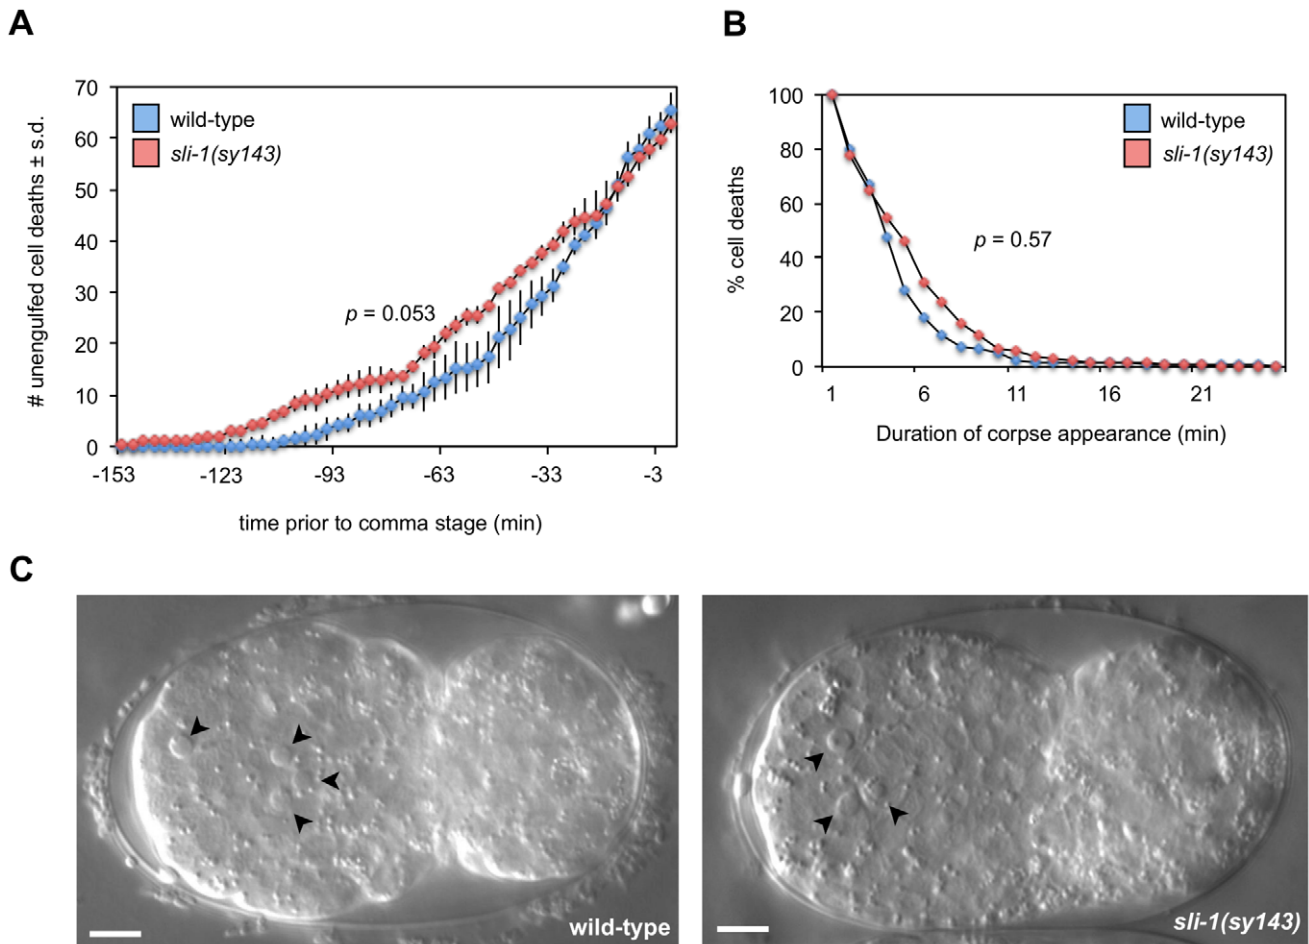 A
B
# unengulfed cell deaths ± s.d.
70
60
50
40
30
20
10
0
wild-type
sli-1(sy143)
p = 0.053
-153 -123 -93 -63 -33 -3
time prior to comma stage (min)
% cell deaths
100
80
60
40
20
0
wild-type
sli-1(sy143)
p = 0.57
1 6 11 16 21
Duration of corpse appearance (min)
C
wild-type
sli-1(sy143)